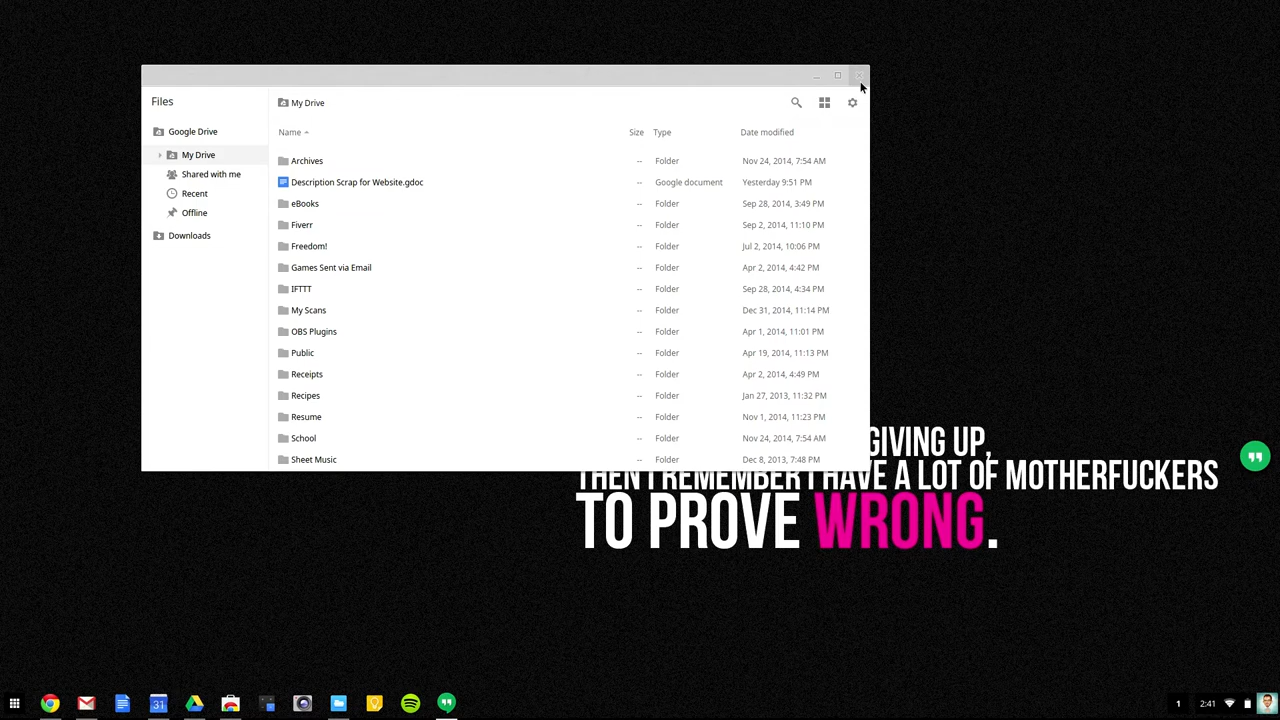 Files
My Drive
Google Drive
Name Size Type Date modified
My Drive
Archives -- Folder Nov 24, 2014, 7:54 AM
Shared with me
Description Scrap for Website.gdoc -- Google document Yesterday 9:51 PM
Recent
eBooks -- Folder Sep 28, 2014, 3:49 PM
Offline
Fiverr -- Folder Sep 2, 2014, 11:10 PM
Downloads
Freedom! -- Folder Jul 2, 2014, 10:06 PM
Games Sent via Email -- Folder Apr 2, 2014, 4:42 PM
IFTTT -- Folder Sep 28, 2014, 4:34 PM
My Scans -- Folder Dec 31, 2014, 11:14 PM
OBS Plugins -- Folder Apr 1, 2014, 11:01 PM
Public -- Folder Apr 19, 2014, 11:13 PM
Receipts -- Folder Apr 2, 2014, 4:49 PM
Recipes -- Folder Jan 27, 2013, 11:32 PM
Resume -- Folder Nov 1, 2014, 11:23 PM
School -- Folder Nov 24, 2014, 7:54 AM
Sheet Music -- Folder Dec 8, 2013, 7:48 PM
GIVING UP,
THEN I REMEMBER I HAVE A LOT OF MOTHERFUCKERS
TO PROVE WRONG.
31
1 2:41